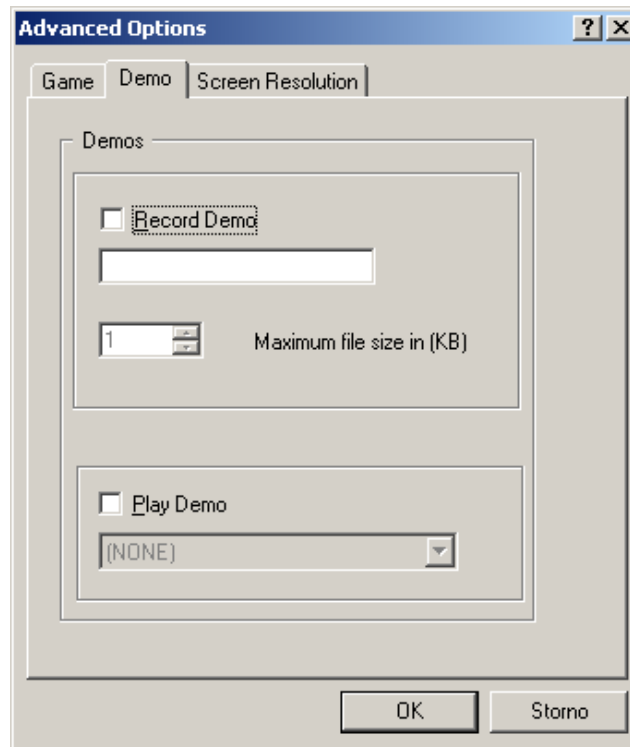 Advanced Options
Game Demo Screen Resolution
Demos
Record Demo
1 Maximum file size in (KB)
Play Demo
(NONE)
OK Storno